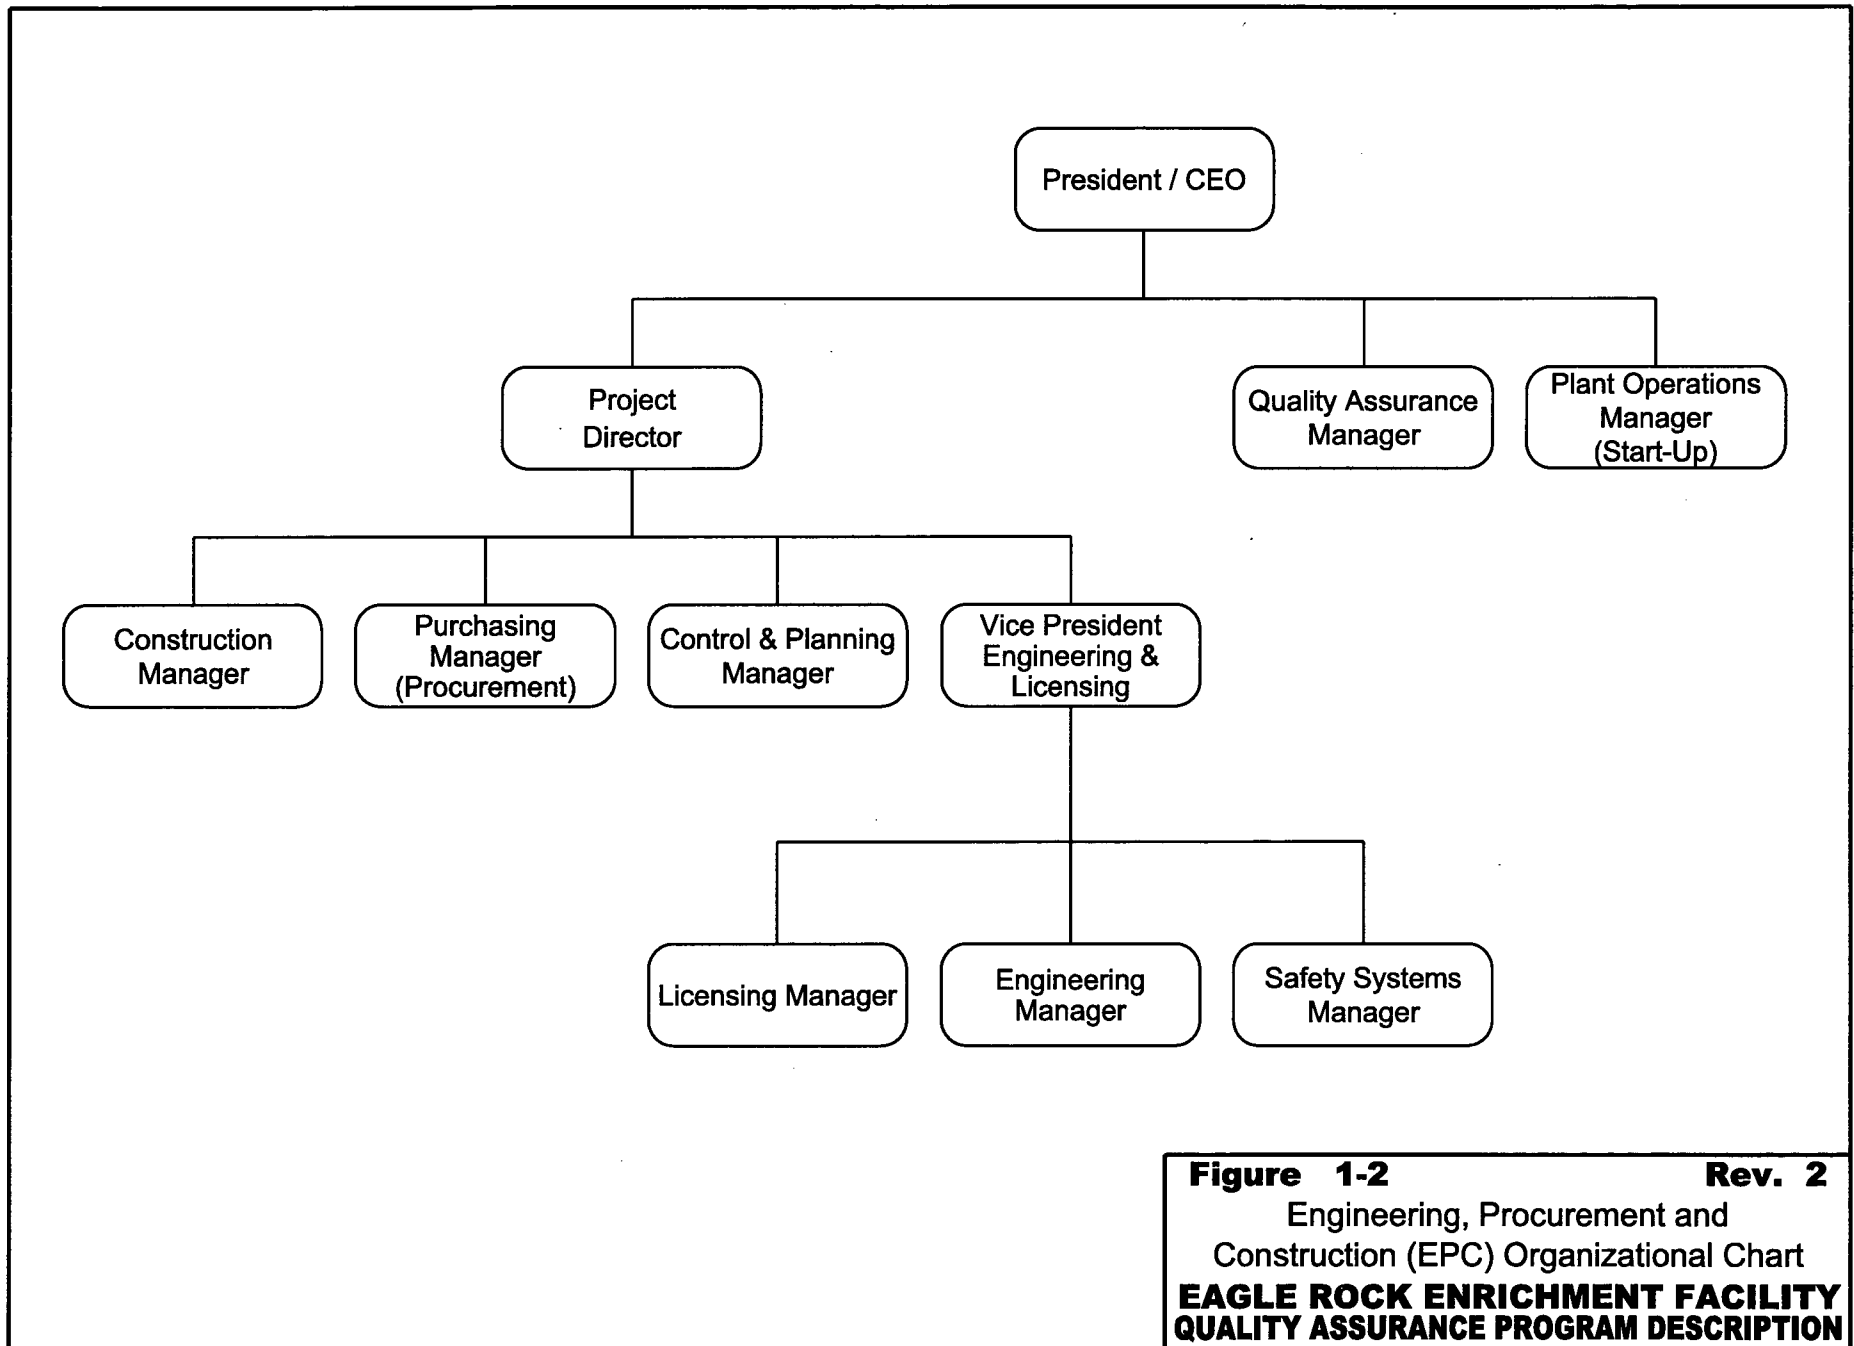 President / CEO
Project
Director
Quality Assurance
Manager
Plant Operations
Manager
(Start-Up)
Construction
Manager
Purchasing
Manager
(Procurement)
Control & Planning
Manager
Vice President
Engineering &
Licensing
Licensing Manager
Engineering
Manager
Safety Systems
Manager
Figure 1-2 Rev. 2
Engineering, Procurement and
Construction (EPC) Organizational Chart
EAGLE ROCK ENRICHMENT FACILITY
QUALITY ASSURANCE PROGRAM DESCRIPTION